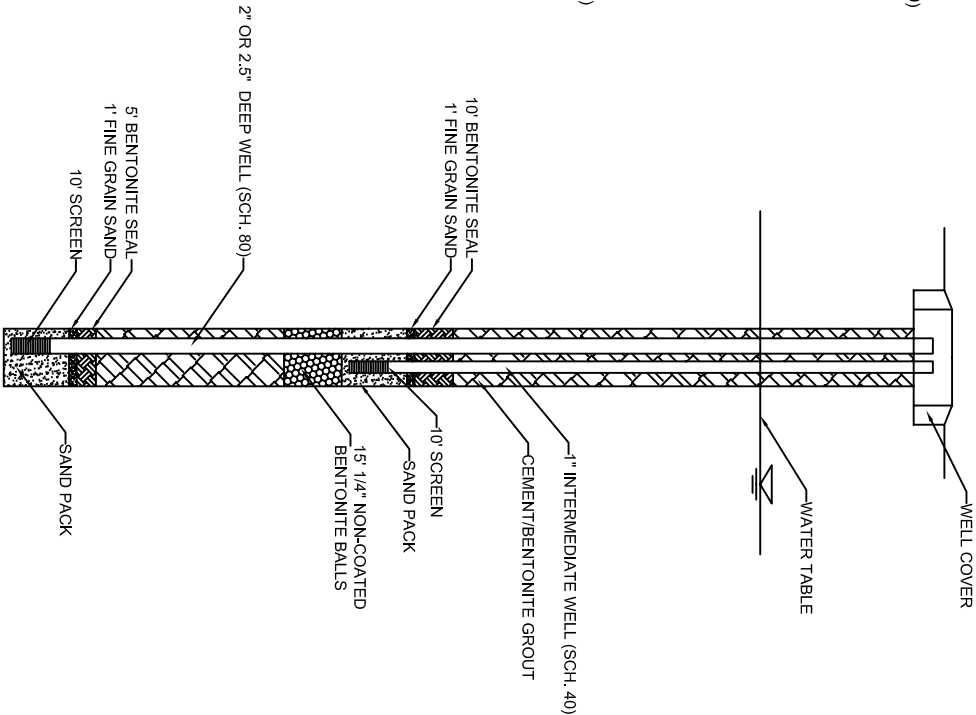 WELL COVER
WATER TABLE
1" INTERMEDIATE WELL (SCH. 40)
CEMENT/BENTONITE GROUT
10' BENTONITE SEAL
1' FINE GRAIN SAND
10' SCREEN
SAND PACK
15' 1/4" NON-COATED
BENTONITE BALLS
2" OR 2.5" DEEP WELL (SCH. 80)
5' BENTONITE SEAL
1' FINE GRAIN SAND
10' SCREEN
SAND PACK
)
)